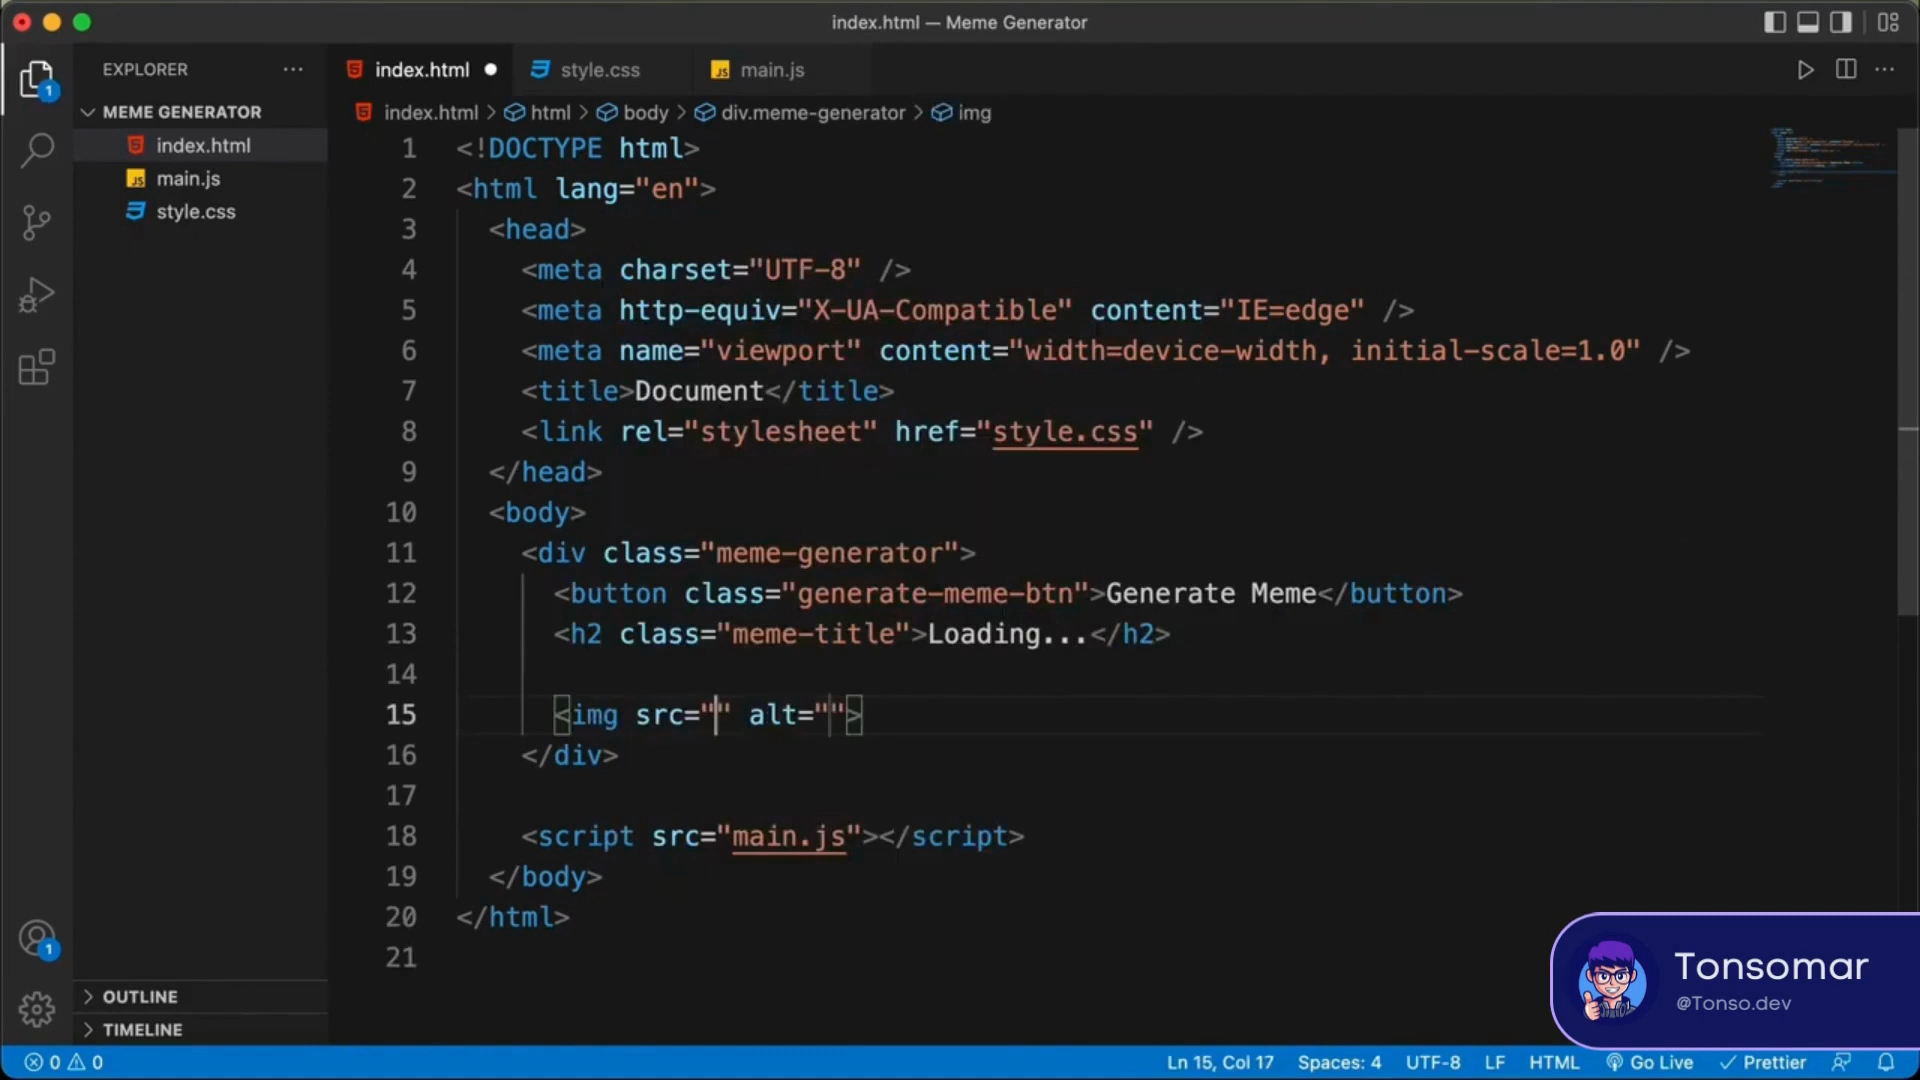 index.html — Meme Generator
EXPLORER
index.html
style.css
main.js
MEME GENERATOR
index.html
main.js
style.css
index.html > html > body > div.meme-generator > img
1 <!DOCTYPE html>
2 <html lang="en">
3 <head>
4 <meta charset="UTF-8" />
5 <meta http-equiv="X-UA-Compatible" content="IE=edge" />
6 <meta name="viewport" content="width=device-width, initial-scale=1.0" />
7 <title>Document</title>
8 <link rel="stylesheet" href="style.css" />
9 </head>
10 <body>
11 <div class="meme-generator">
12 <button class="generate-meme-btn">Generate Meme</button>
13 <h2 class="meme-title">Loading...</h2>
14
15 <img src="" alt="">
16 </div>
17
18 <script src="main.js"></script>
19 </body>
20 </html>
21
1
1
OUTLINE
TIMELINE
Tonsomar
@Tonso.dev
0 0
Ln 15, Col 17 Spaces: 4 UTF-8 LF HTML Go Live Prettier